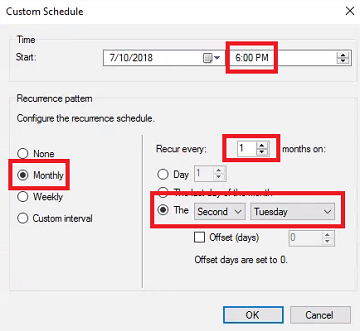 Custom Schedule
Time
Start: 7/10/2018 6:00 PM
Recurrence pattern
Configure the recurrence schedule.
None
Monthly
Weekly
Custom interval
Recur every: 1 months on:
Day 1
The last day of the month
The Second Tuesday
Offset (days) 0
Offset days are set to 0.
OK Cancel